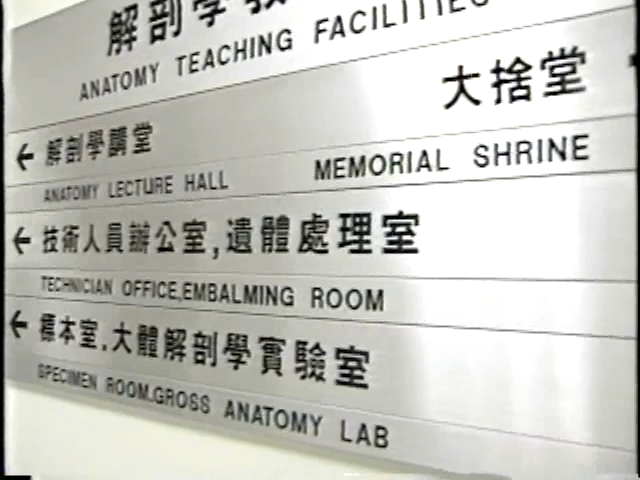 解剖學教
ANATOMY TEACHING FACILITIES
大捨堂
← 解剖學講堂
MEMORIAL SHRINE
ANATOMY LECTURE HALL
← 技術人員辦公室,遺體處理室
TECHNICIAN OFFICE,EMBALMING ROOM
← 標本室,大體解剖學實驗室
SPECIMEN ROOM,GROSS ANATOMY LAB